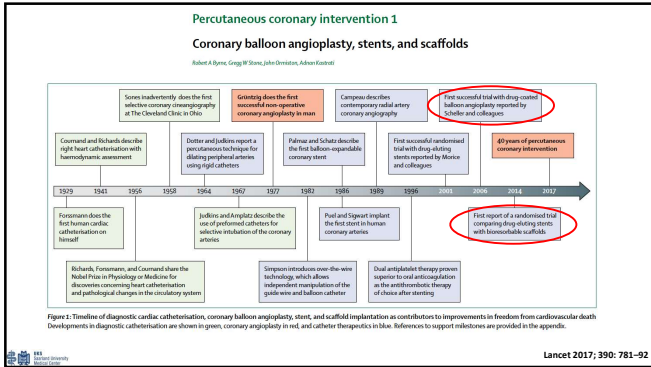 Percutaneous coronary intervention 1
Coronary balloon angioplasty, stents, and scaffolds
Robert A Byrne, Gregg W Stone, John Ormiston, Adnan Kastrati
Sones inadvertently does the first
selective coronary cineangiography
at The Cleveland Clinic in Ohio
Grüntzig does the first
successful non-operative
coronary angioplasty in man
Campeau describes
contemporary radial artery
coronary angiography
First successful trial with drug-coated
balloon angioplasty reported by
Scheller and colleagues
Cournand and Richards describe
right heart catheterisation with
haemodynamic assessment
Dotter and Judkins report a
percutaneous technique for
dilating peripheral arteries
using rigid catheters
Palmaz and Schatz describe
the first balloon-expandable
coronary stent
First successful randomised
trial with drug-eluting
stents reported by Morice
and colleagues
40 years of percutaneous
coronary intervention
1929 1941 1956 1958 1964 1967 1977 1982 1986 1989 1996 2001 2006 2014 2017
Forssmann does the
first human cardiac
catheterisation on
himself
Judkins and Amplatz describe the
use of preformed catheters for
selective intubation of the coronary
arteries
Puel and Sigwart implant
the first stent in human
coronary arteries
First report of a randomised trial
comparing drug-eluting stents
with bioresorbable scaffolds
Richards, Forssmann, and Cournand share the
Nobel Prize in Physiology or Medicine for
discoveries concerning heart catheterisation
and pathological changes in the circulatory system
Simpson introduces over-the-wire
technology, which allows
independent manipulation of the
guide wire and balloon catheter
Dual antiplatelet therapy proven
superior to oral anticoagulation
as the antithrombotic therapy
of choice after stenting
Figure 1: Timeline of diagnostic cardiac catheterisation, coronary balloon angioplasty, stent, and scaffold implantation as contributors to improvements in freedom from cardiovascular death
Developments in diagnostic catheterisation are shown in green, coronary angioplasty in red, and catheter therapeutics in blue. References to support milestones are provided in the appendix.
UKS
Saarland University
Medical Center
Lancet 2017; 390: 781–92